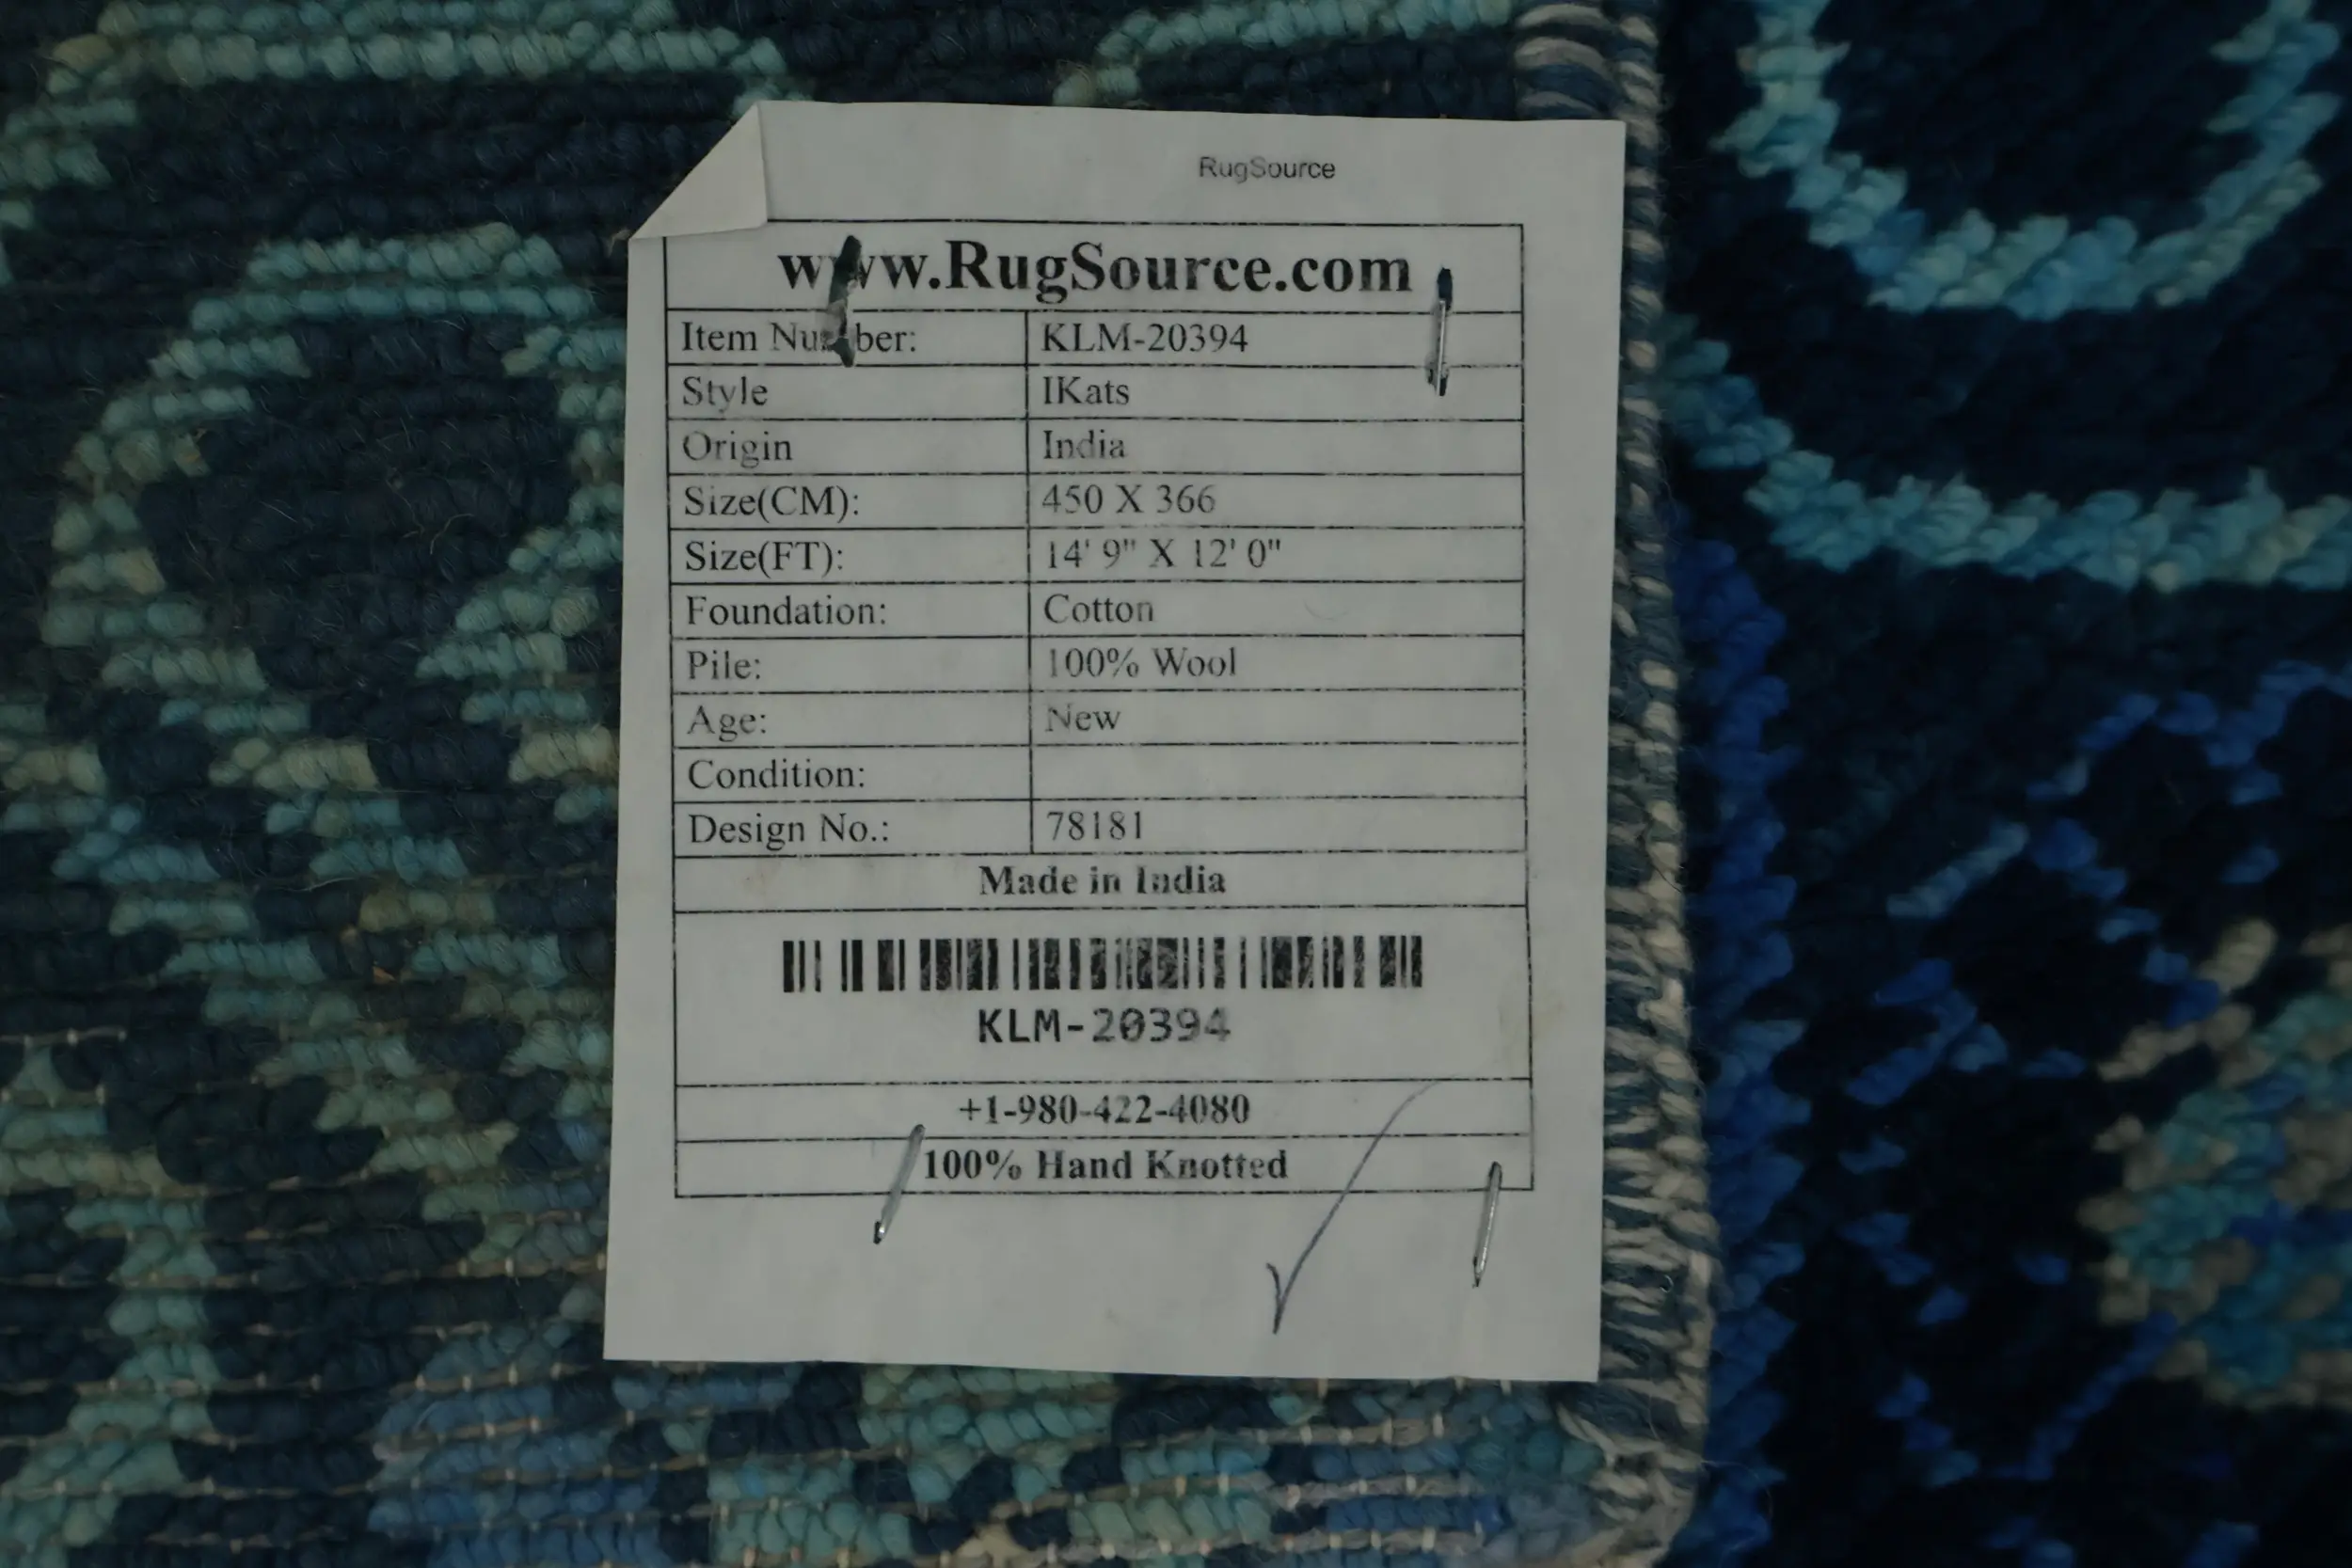 RugSource
www.RugSource.com
Item Number: KLM-20394
Style IKats
Origin India
Size(CM): 450 X 366
Size(FT): 14' 9" X 12' 0"
Foundation: Cotton
Pile: 100% Wool
Age: New
Condition:
Design No.: 78181
Made in India
KLM-20394
+1-980-422-4080
100% Hand Knotted